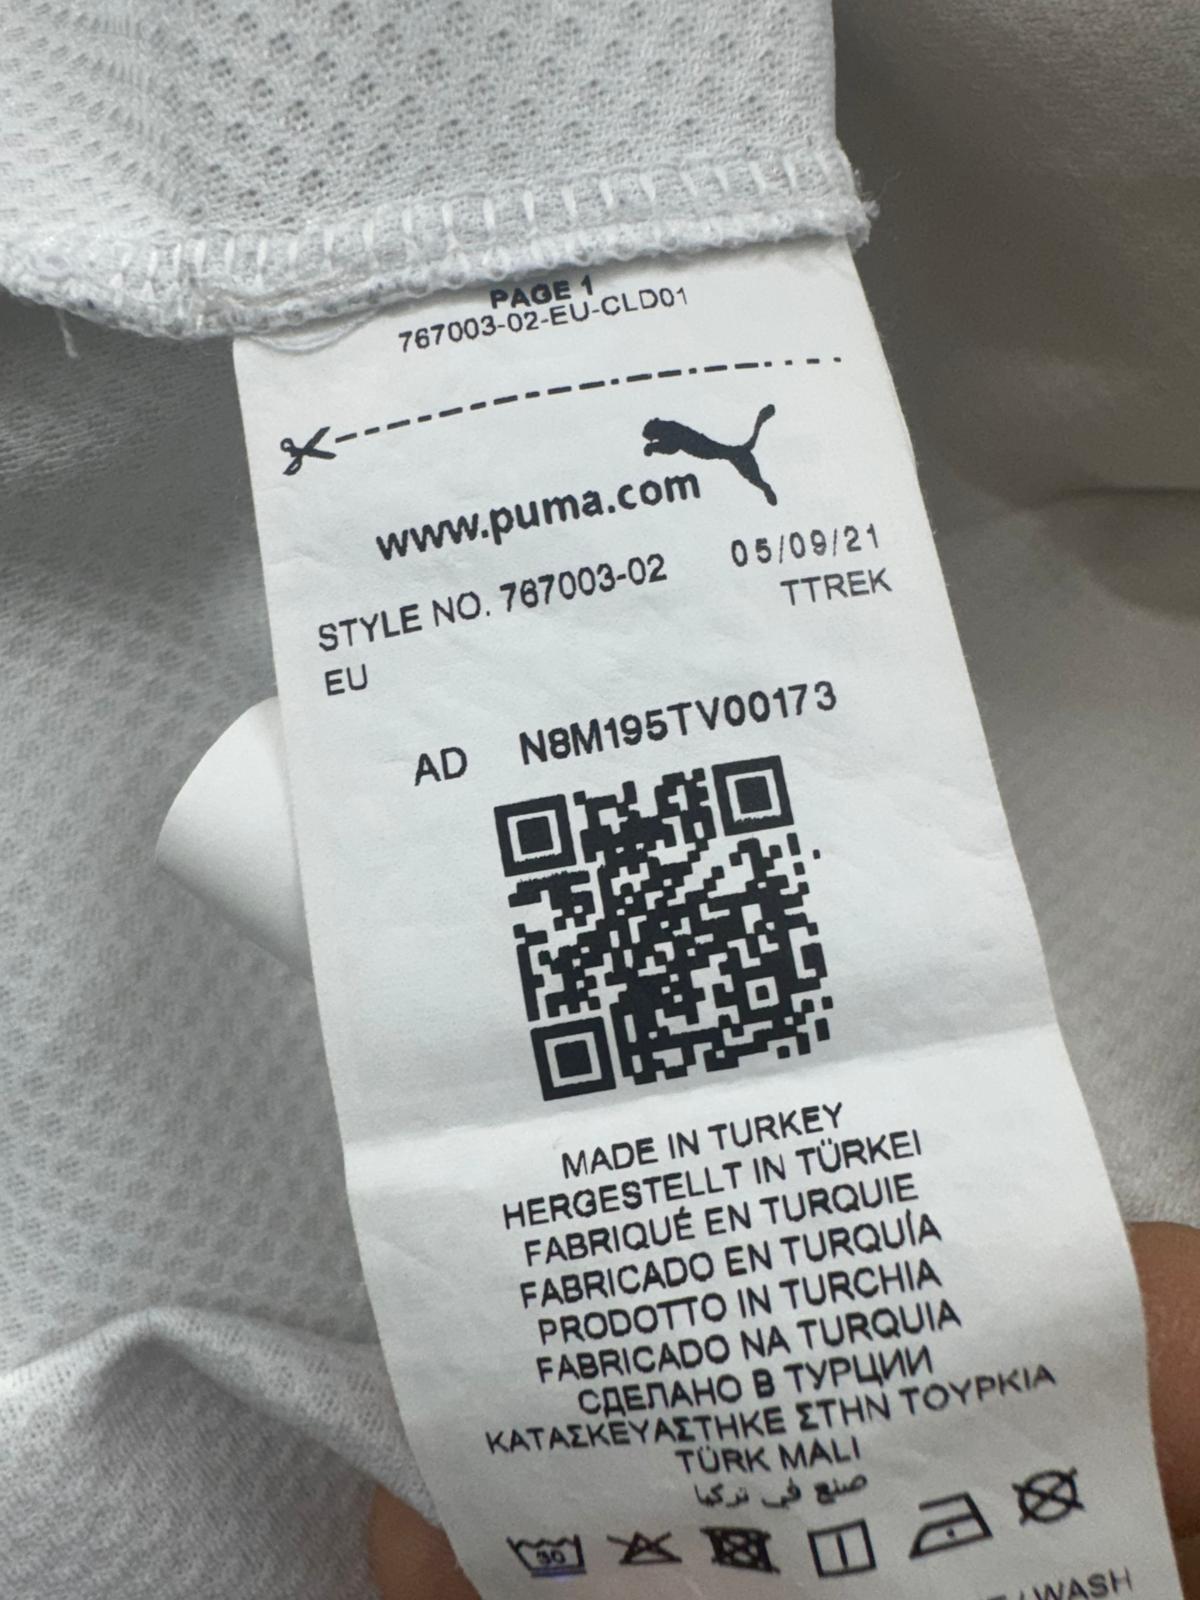 PAGE 1
767003-02-EU-CLD01
www.puma.com
STYLE NO. 767003-02 05/09/21
EU TTREK
AD N8M195TV00173
MADE IN TURKEY
HERGESTELLT IN TÜRKEI
FABRIQUÉ EN TURQUIE
FABRICADO EN TURQUÍA
PRODOTTO IN TURCHIA
FABRICADO NA TURQUIA
СДЕЛАНО В ТУРЦИИ
ΚΑΤΑΣΚΕΥΑΣΤΗΚΕ ΣΤΗΝ ΤΟΥΡΚΙΑ
TÜRK MALI
صنع في تركيا
30
/ WASH